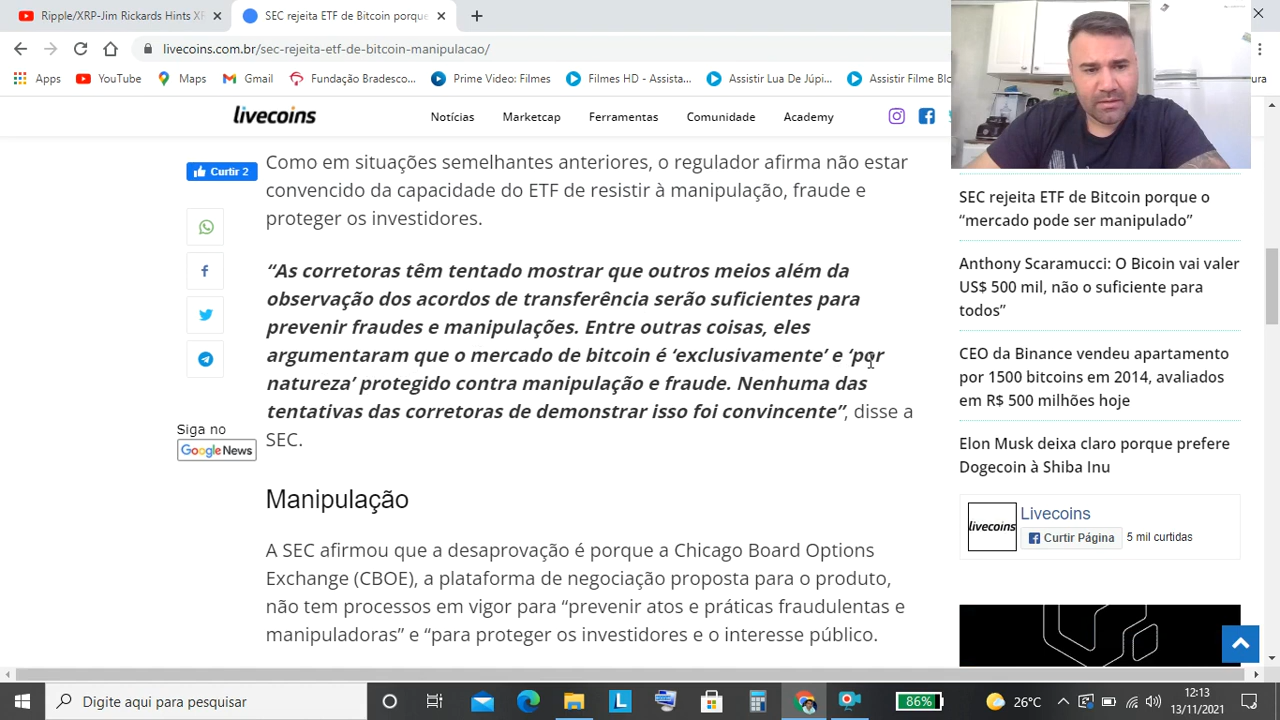 Ripple/XRP-Jim Rickards Hints XR
SEC rejeita ETF de Bitcoin porque
livecoins.com.br/sec-rejeita-etf-de-bitcoin-manipulacao/
Apps YouTube Maps Gmail Fundação Bradesco... Prime Video: Filmes Filmes HD - Assista... Assistir Lua De Júpi... Assistir Filme Blo
livecoins
Notícias Marketcap Ferramentas Comunidade Academy
Curtir 2
Como em situações semelhantes anteriores, o regulador afirma não estar
convencido da capacidade do ETF de resistir à manipulação, fraude e
proteger os investidores.
“As corretoras têm tentado mostrar que outros meios além da
observação dos acordos de transferência serão suficientes para
prevenir fraudes e manipulações. Entre outras coisas, eles
argumentaram que o mercado de bitcoin é ‘exclusivamente’ e ‘por
natureza’ protegido contra manipulação e fraude. Nenhuma das
tentativas das corretoras de demonstrar isso foi convincente”, disse a
SEC.
Siga no
Google News
Manipulação
A SEC afirmou que a desaprovação é porque a Chicago Board Options
Exchange (CBOE), a plataforma de negociação proposta para o produto,
não tem processos em vigor para “prevenir atos e práticas fraudulentas e
manipuladoras” e “para proteger os investidores e o interesse público.
SEC rejeita ETF de Bitcoin porque o
“mercado pode ser manipulado”
Anthony Scaramucci: O Bicoin vai valer
US$ 500 mil, não o suficiente para
todos”
CEO da Binance vendeu apartamento
por 1500 bitcoins em 2014, avaliados
em R$ 500 milhões hoje
Elon Musk deixa claro porque prefere
Dogecoin à Shiba Inu
livecoins
Livecoins
Curtir Página
5 mil curtidas
Digite aqui para pesquisar
86%
26°C
12:13
13/11/2021